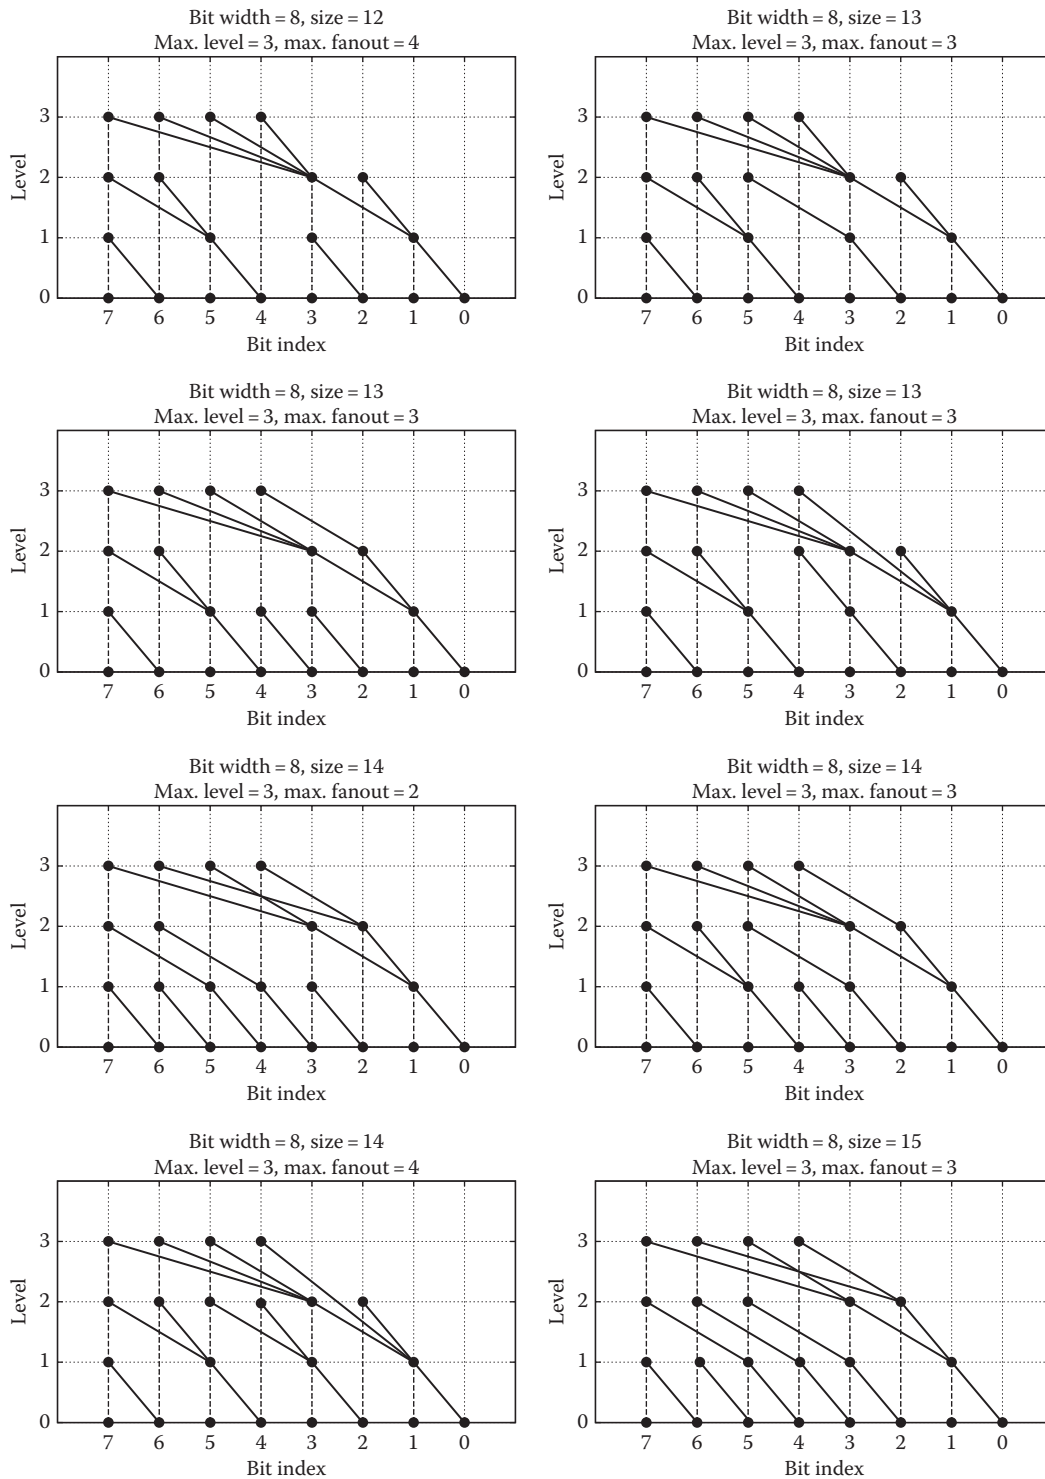 Bit width = 8, size = 12
Max. level = 3, max. fanout = 4
Level
3
2
1
0
7 6 5 4 3 2 1 0
Bit index
Bit width = 8, size = 13
Max. level = 3, max. fanout = 3
Level
3
2
1
0
7 6 5 4 3 2 1 0
Bit index
Bit width = 8, size = 13
Max. level = 3, max. fanout = 3
Level
3
2
1
0
7 6 5 4 3 2 1 0
Bit index
Bit width = 8, size = 13
Max. level = 3, max. fanout = 3
Level
3
2
1
0
7 6 5 4 3 2 1 0
Bit index
Bit width = 8, size = 14
Max. level = 3, max. fanout = 2
Level
3
2
1
0
7 6 5 4 3 2 1 0
Bit index
Bit width = 8, size = 14
Max. level = 3, max. fanout = 3
Level
3
2
1
0
7 6 5 4 3 2 1 0
Bit index
Bit width = 8, size = 14
Max. level = 3, max. fanout = 4
Level
3
2
1
0
7 6 5 4 3 2 1 0
Bit index
Bit width = 8, size = 15
Max. level = 3, max. fanout = 3
Level
3
2
1
0
7 6 5 4 3 2 1 0
Bit index